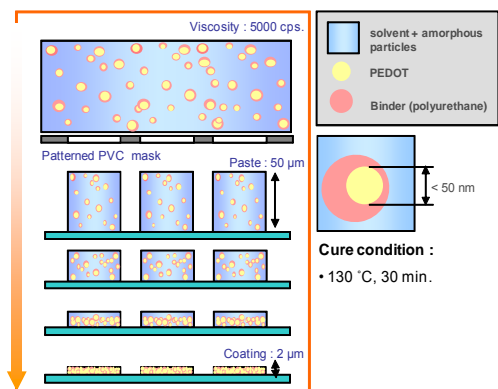 Viscosity : 5000 cps.
Patterned PVC mask
Paste : 50 µm
Coating : 2 µm
solvent + amorphous
particles
PEDOT
Binder (polyurethane)
< 50 nm
Cure condition :
• 130 ˚C, 30 min.